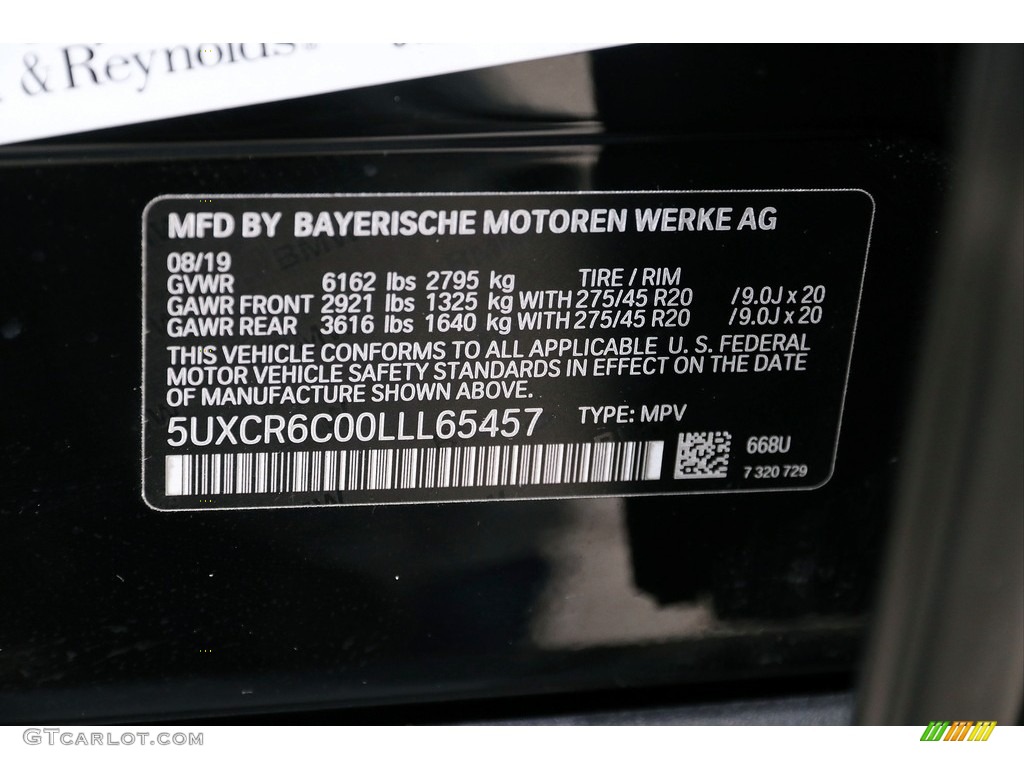 & Reynolds
MFD BY BAYERISCHE MOTOREN WERKE AG
08/19
GVWR 6162 lbs 2795 kg TIRE / RIM
GAWR FRONT 2921 lbs 1325 kg WITH 275/45 R20 /9.0J x 20
GAWR REAR 3616 lbs 1640 kg WITH 275/45 R20 /9.0J x 20
THIS VEHICLE CONFORMS TO ALL APPLICABLE U. S. FEDERAL
MOTOR VEHICLE SAFETY STANDARDS IN EFFECT ON THE DATE
OF MANUFACTURE SHOWN ABOVE.
5UXCR6C00LLL65457 TYPE: MPV
668U
7 320 729
GTCarLot.com